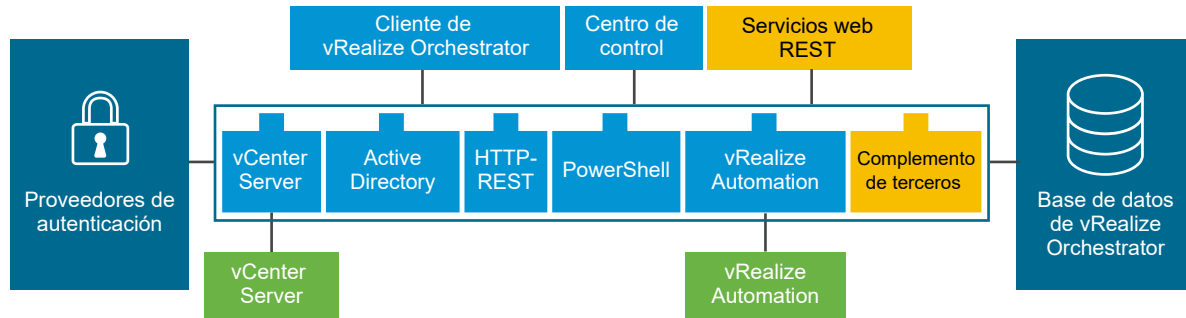 Cliente de
vRealize Orchestrator
Centro de
control
Servicios web
REST
Proveedores de
autenticación
vCenter
Server
Active
Directory
HTTP-
REST
PowerShell
vRealize
Automation
Complemento
de terceros
Base de datos
de vRealize
Orchestrator
vCenter
Server
vRealize
Automation